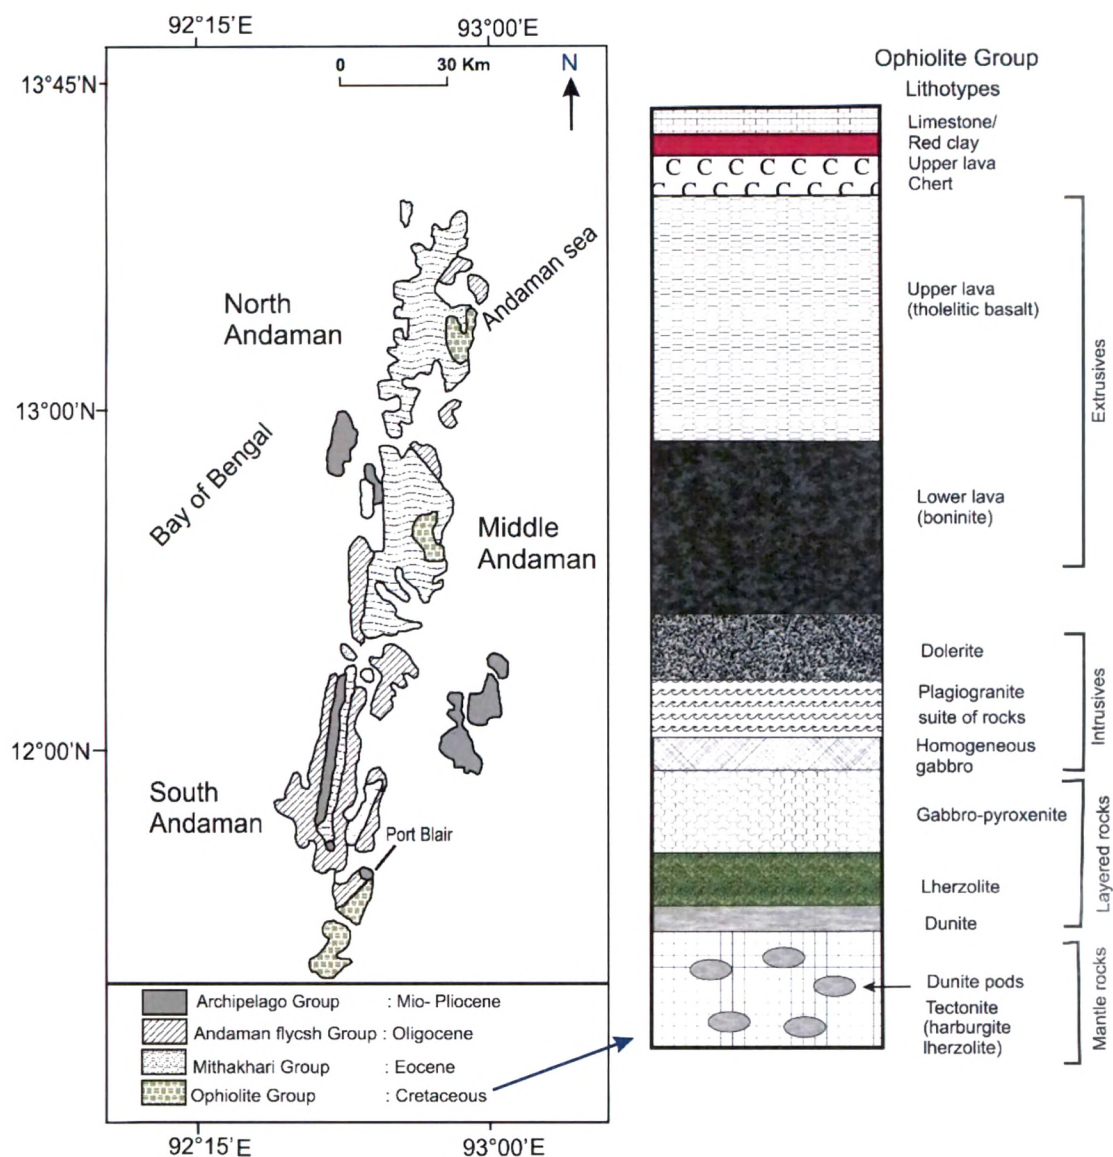 92°15'E
93°00'E
0
30 Km
N
13°45'N
13°00'N
12°00'N
North
Andaman
Andaman sea
Bay of Bengal
Middle
Andaman
South
Andaman
Port Blair
Archipelago Group : Mio- Pliocene
Andaman flycsh Group : Oligocene
Mithakhari Group : Eocene
Ophiolite Group : Cretaceous
92°15'E
93°00'E
Ophiolite Group
Lithotypes
Limestone/
Red clay
Upper lava
Chert
C C C C C C C
C C C C C C C C
Upper lava
(tholelitic basalt)
Lower lava
(boninite)
Extrusives
Dolerite
Plagiogranite
suite of rocks
Homogeneous
gabbro
Intrusives
Gabbro-pyroxenite
Lherzolite
Dunite
Layered rocks
Dunite pods
Tectonite
(harburgite
lherzolite)
Mantle rocks